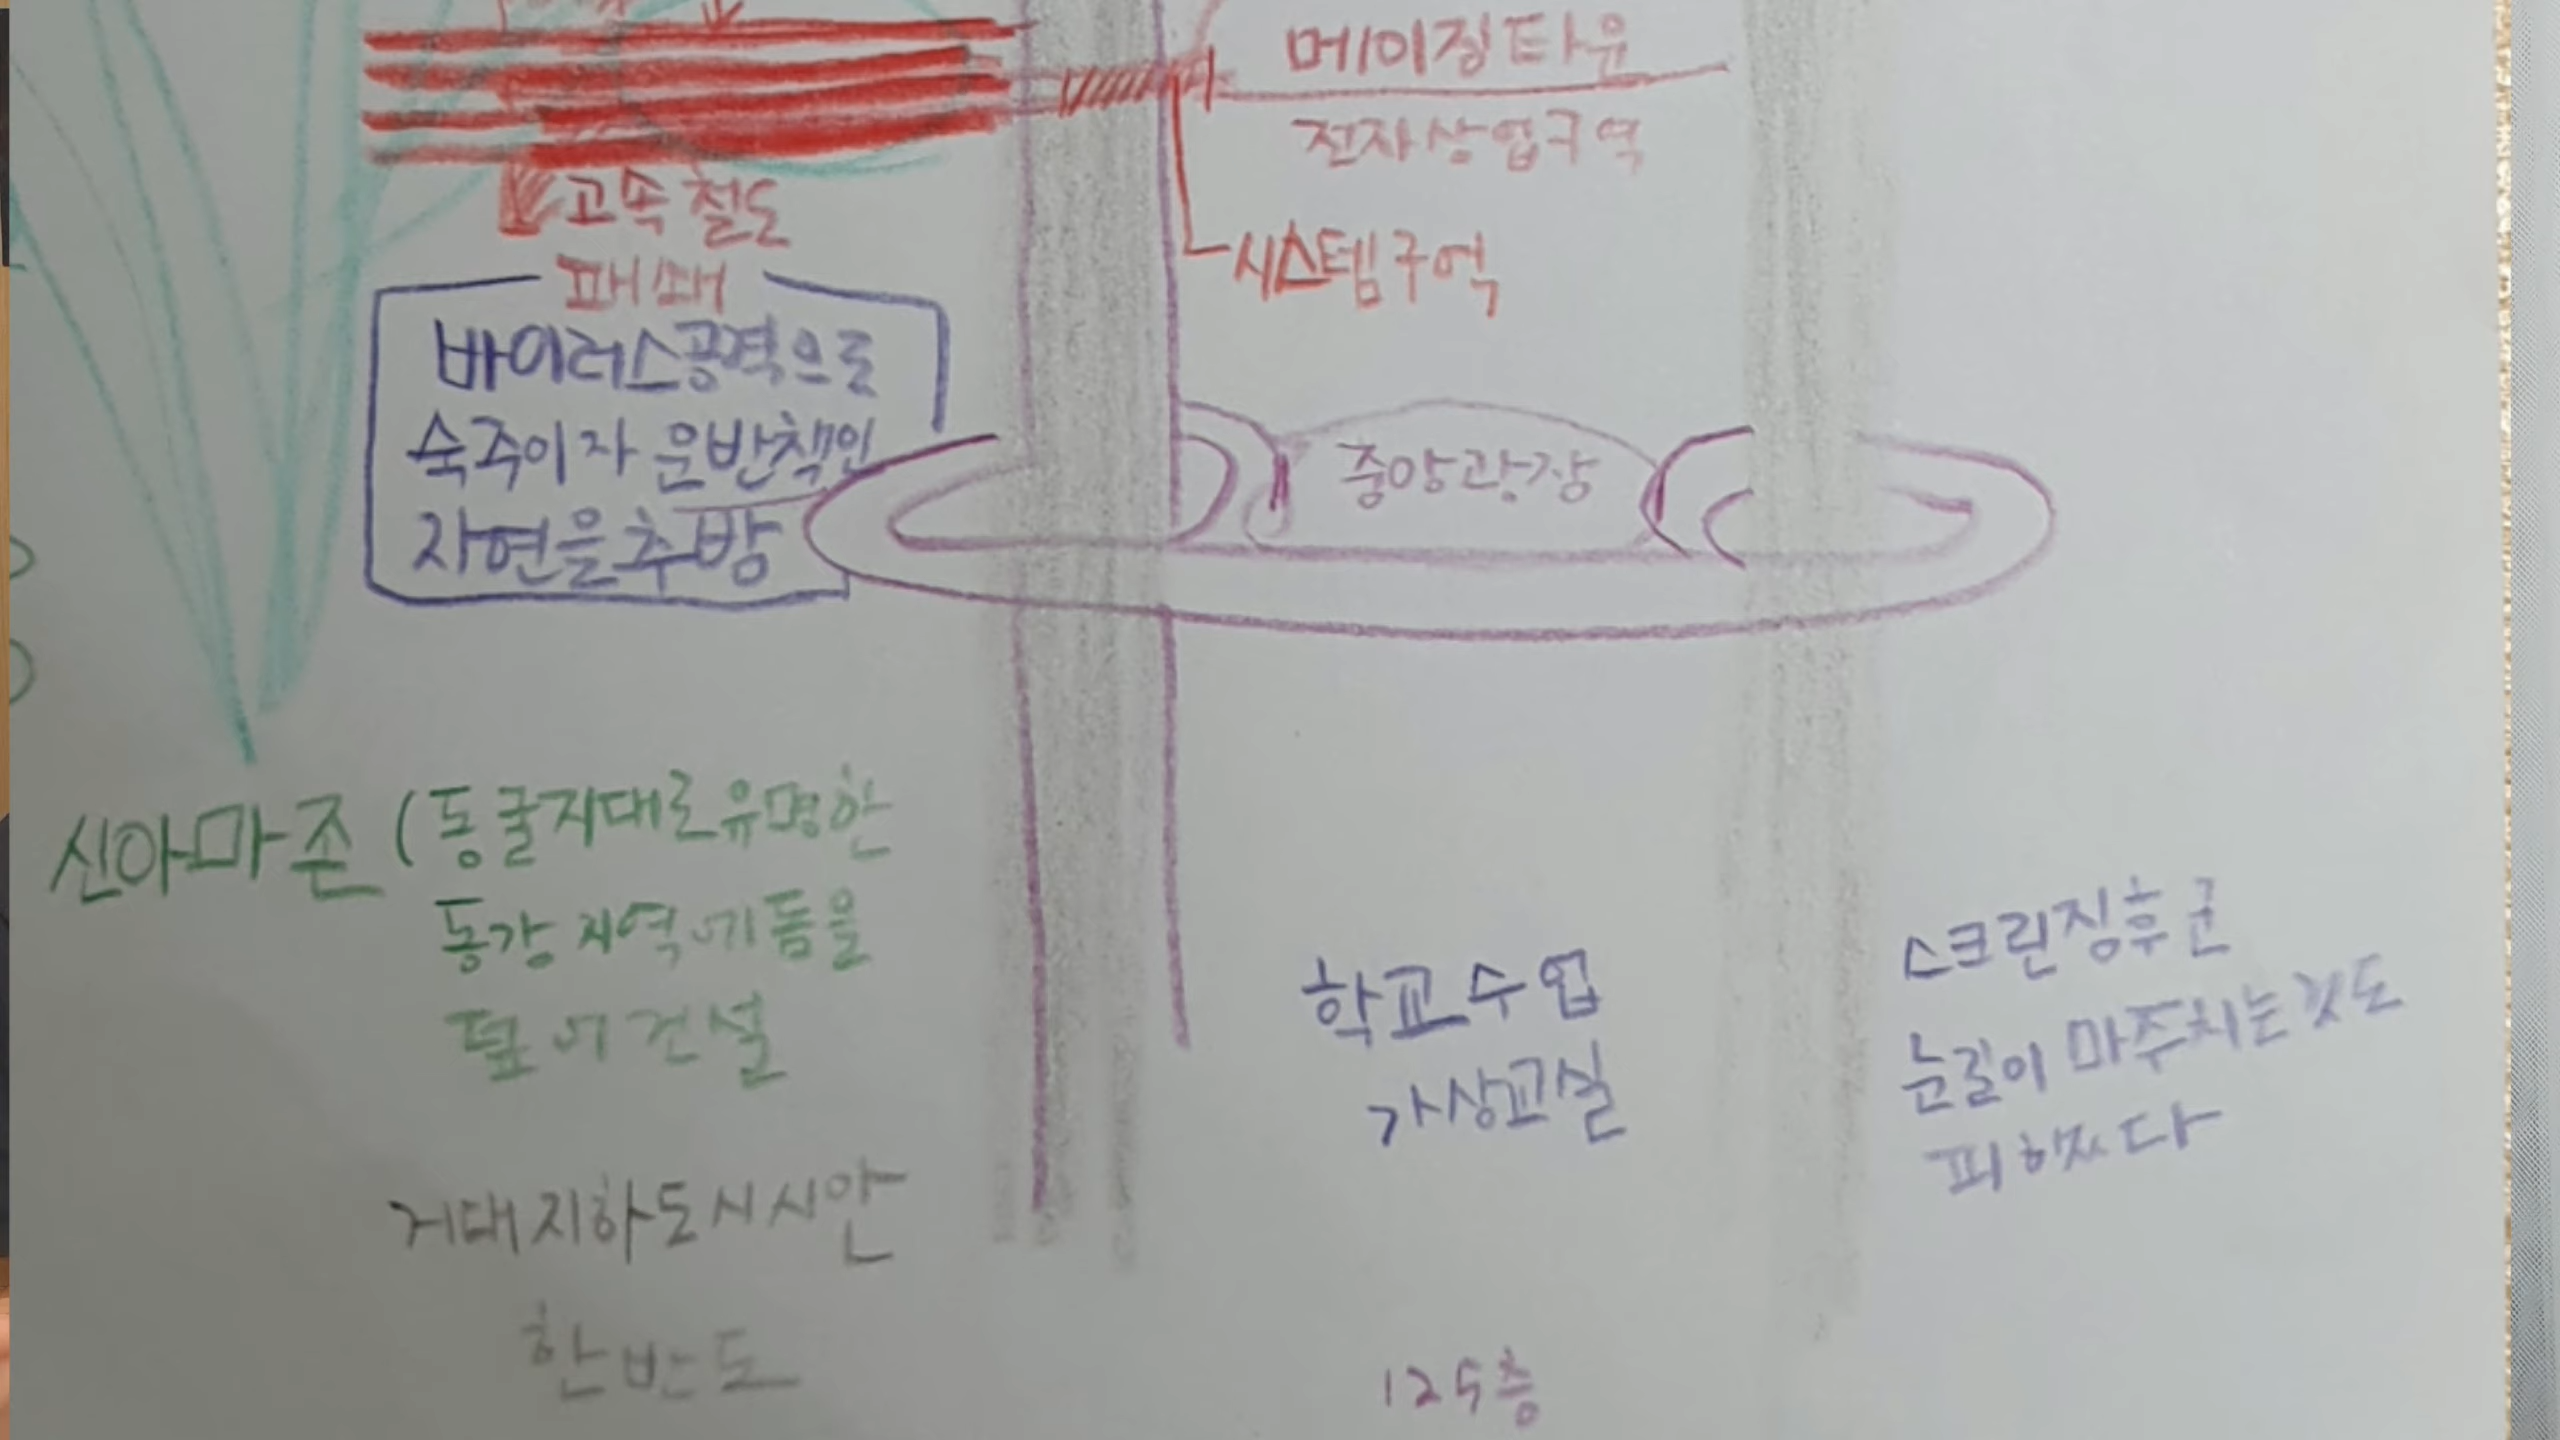 메이징타운
전자상업구역
고속철도
시스템구역
폐쇄
바이러스공격으로
숙주이자 운반책인
자연을추방
중앙광장
신아마존 (동굴지대로유명한
동강지역 기둥을
덮어건설
학교수업
가상교실
스크린징후군
눈길이 마주치는것도
피했다
거대지하도시시안
한반도
125층